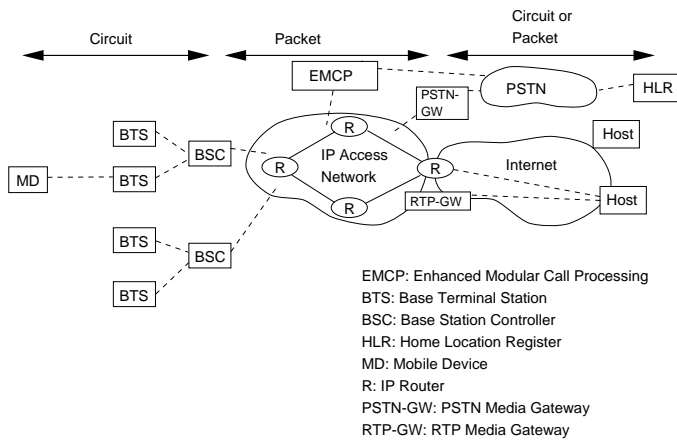 Circuit
Packet
Circuit or
Packet
EMCP
PSTN-
GW
PSTN
HLR
BTS
BSC
MD
BTS
R
R
IP Access
Network
R
R
Internet
Host
Host
RTP-GW
BTS
BSC
BTS
EMCP: Enhanced Modular Call Processing
BTS: Base Terminal Station
BSC: Base Station Controller
HLR: Home Location Register
MD: Mobile Device
R: IP Router
PSTN-GW: PSTN Media Gateway
RTP-GW: RTP Media Gateway